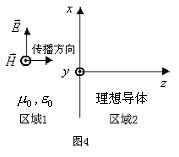 x
E⃗
H⃗ 传播方向
y
z
μ₀, ε₀ 理想导体
区域1 区域2
图4